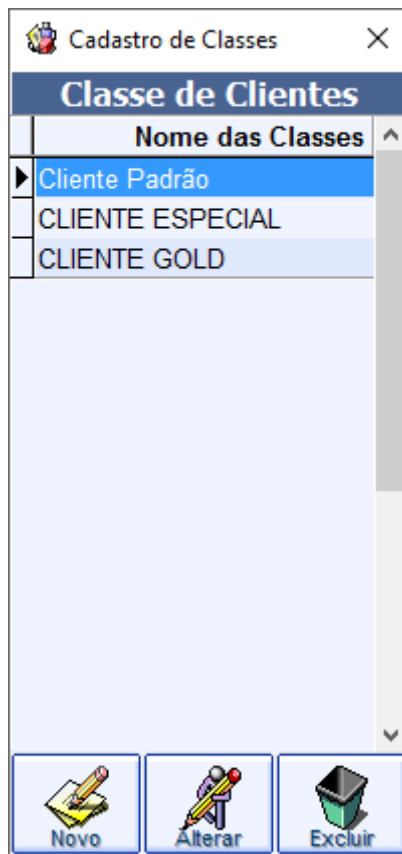 Cadastro de Classes
Classe de Clientes
Nome das Classes
Cliente Padrão
CLIENTE ESPECIAL
CLIENTE GOLD
Novo Alterar Excluir